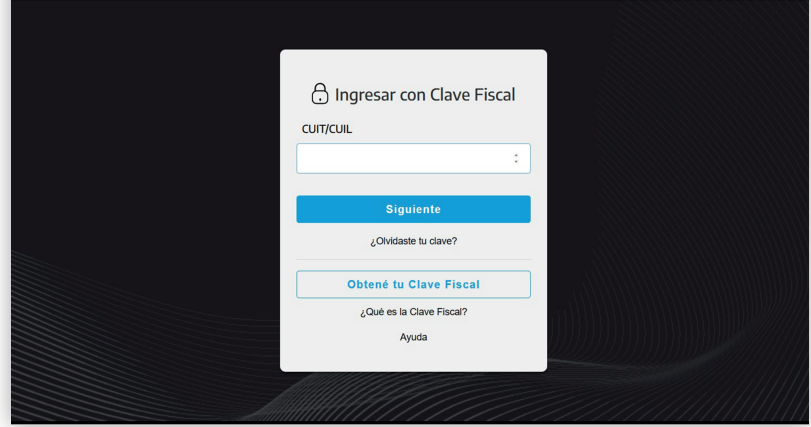 Ingresar con Clave Fiscal
CUIT/CUIL
Siguiente
¿Olvidaste tu clave?
Obtené tu Clave Fiscal
¿Qué es la Clave Fiscal?
Ayuda